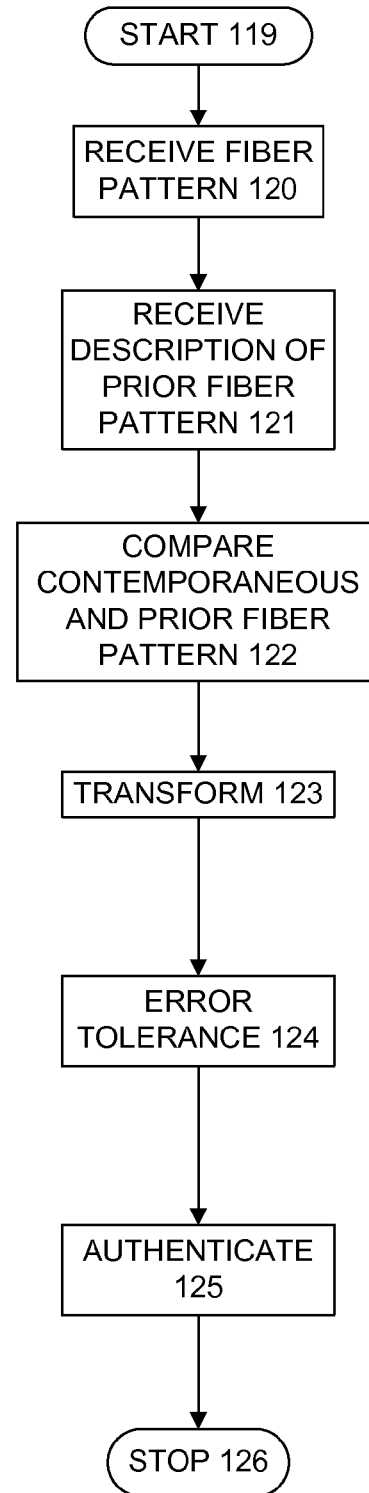 START 119
RECEIVE FIBER
PATTERN 120
RECEIVE
DESCRIPTION OF
PRIOR FIBER
PATTERN 121
COMPARE
CONTEMPORANEOUS
AND PRIOR FIBER
PATTERN 122
TRANSFORM 123
ERROR
TOLERANCE 124
AUTHENTICATE
125
STOP 126